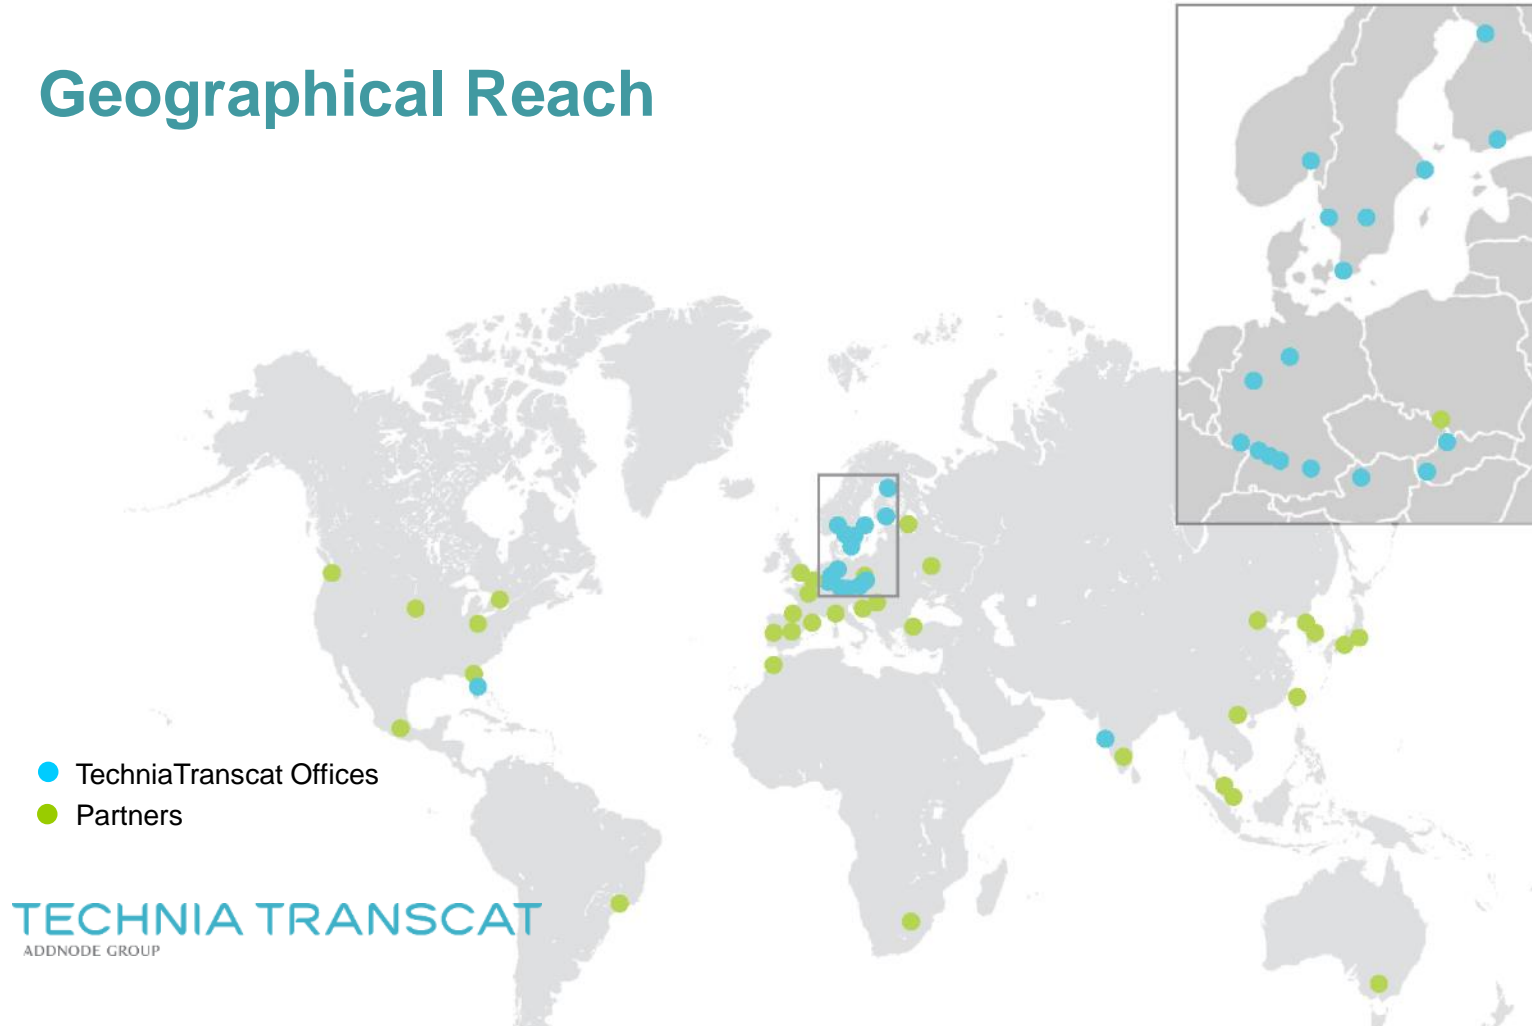 Geographical Reach
TechniaTranscat Offices
Partners
TECHNIA TRANSCAT
ADDNODE GROUP